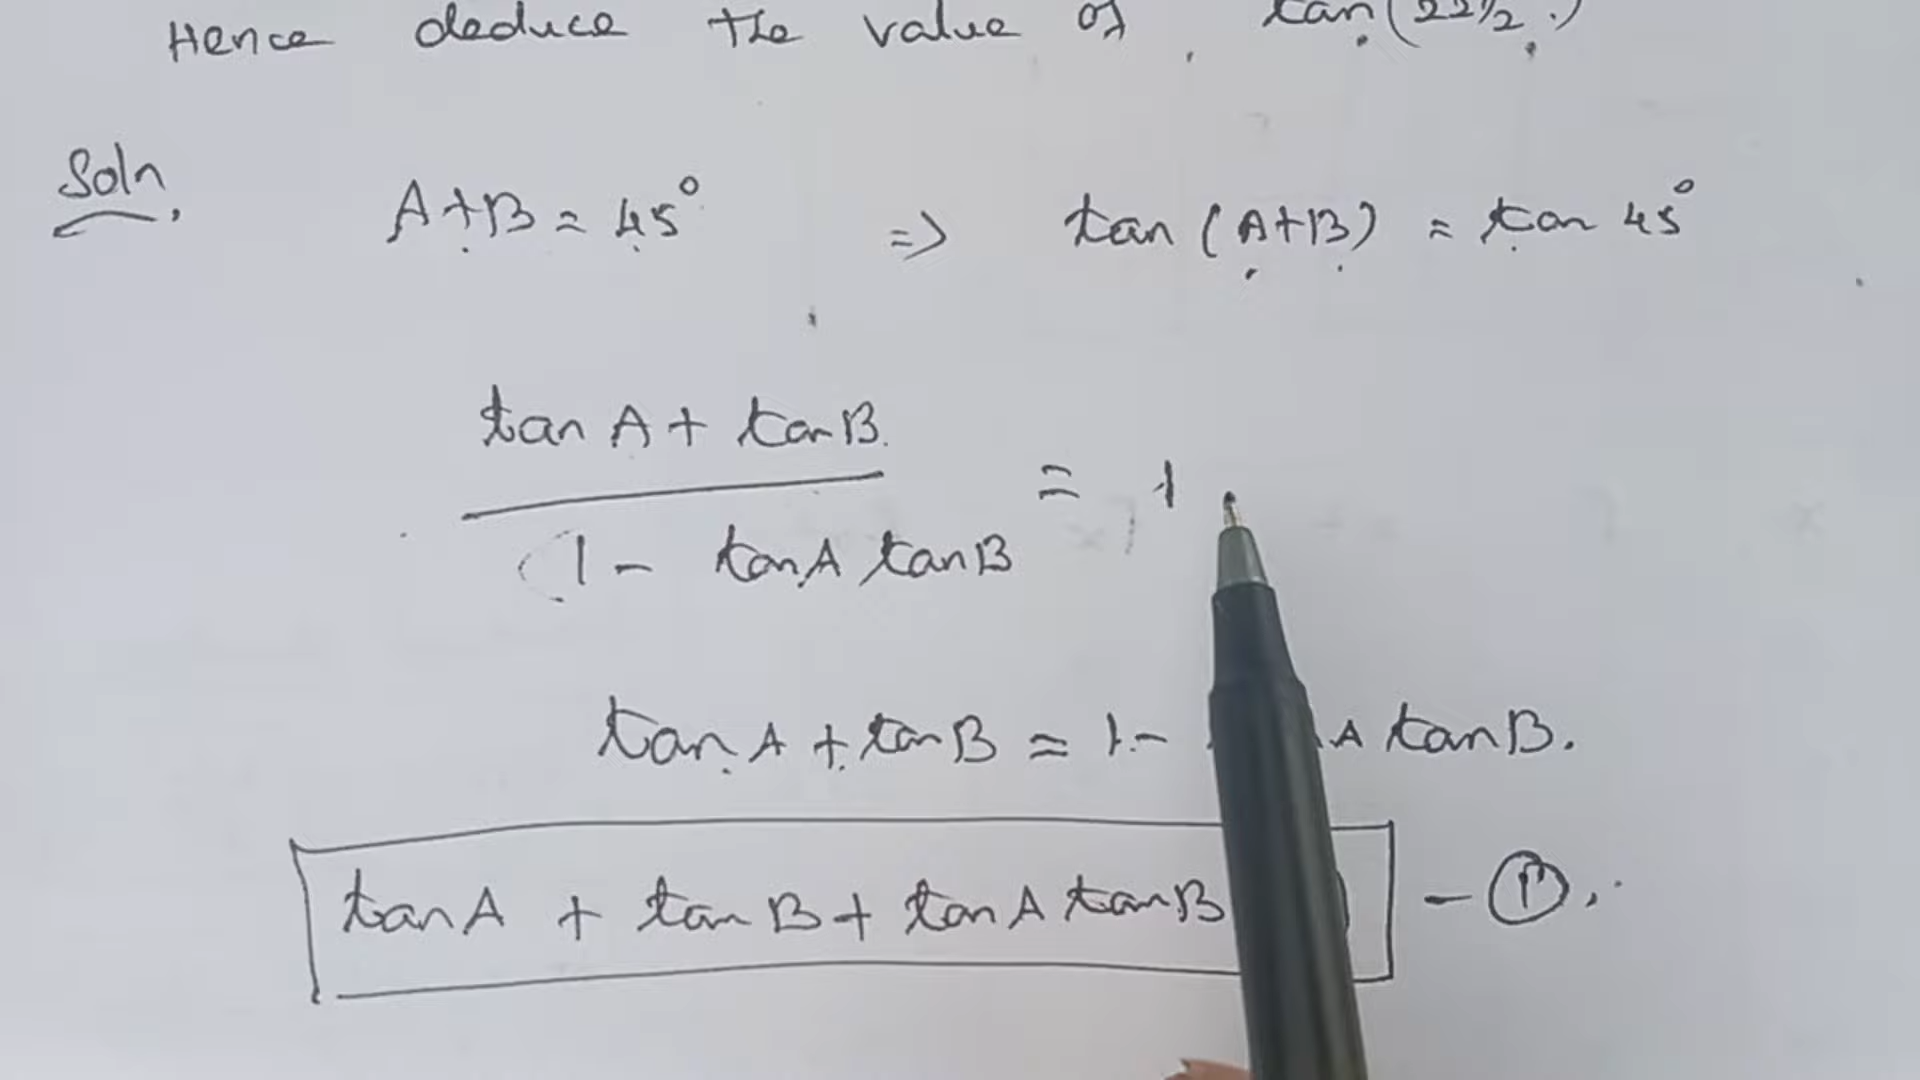 Hence deduce the value of tan(22½°)
Soln,
A+B = 45° => tan (A+B) = tan 45°
tan A + tan B
= 1
1 - tan A tan B
tan A + tan B = 1 - A tan B.
tan A + tan B + tan A tan B - ①.